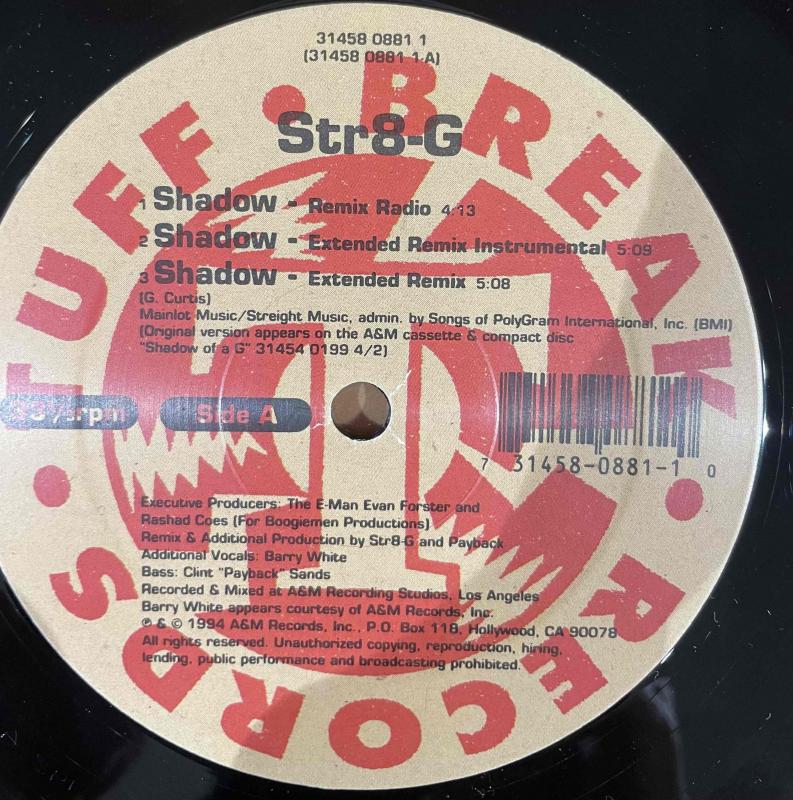 31458 0881 1
(31458 0881 1 A)
TUFF • BREAK • RECORDS •
Str8-G
1 Shadow - Remix Radio 4:13
2 Shadow - Extended Remix Instrumental 5:09
3 Shadow - Extended Remix 5:08
(G. Curtis)
Mainlot Music/Streight Music, admin. by Songs of PolyGram International, Inc. (BMI)
(Original version appears on the A&M cassette & compact disc
"Shadow of a G" 31454 0199 4/2)
33⅓rpm Side A
7 31458-0881-1 0
Executive Producers: The E-Man Evan Forster and
Rashad Coes (For Boogiemen Productions)
Remix & Additional Production by Str8-G and Payback
Additional Vocals: Barry White
Bass: Clint "Payback" Sands
Recorded & Mixed at A&M Recording Studios, Los Angeles
Barry White appears courtesy of A&M Records, Inc.
℗ & © 1994 A&M Records, Inc., P.O. Box 118, Hollywood, CA 90078
All rights reserved. Unauthorized copying, reproduction, hiring,
lending, public performance and broadcasting prohibited.